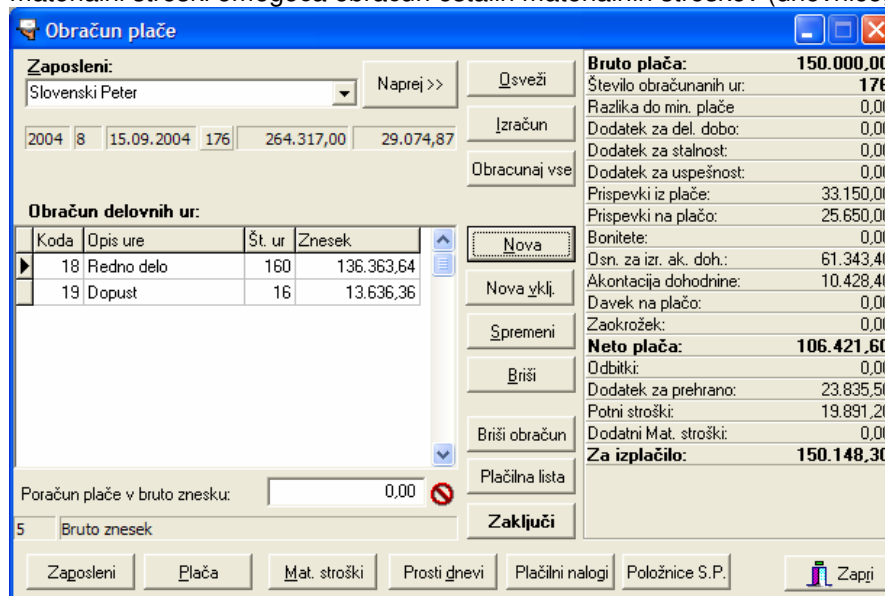 materialni stroški omogoča obračun ostalih materialnih stroškov (dnevnice,
Obračun plače
Zaposleni:
Slovenski Peter
Naprej >>
2004 8 15.09.2004 176 264.317,00 29.074,87
Obračun delovnih ur:
Koda Opis ure Št. ur Znesek
18 Redno delo 160 136.363,64
19 Dopust 16 13.636,36
Poračun plače v bruto znesku: 0,00
5 Bruto znesek
Osveži
Izračun
Obracunaj vse
Nova
Nova vklj.
Spremeni
Briši
Briši obračun
Plačilna lista
Zaključi
Bruto plača: 150.000,00
Število obračunanih ur: 176
Razlika do min. plače 0,00
Dodatek za del. dobo: 0,00
Dodatek za stalnost: 0,00
Dodatek za uspešnost: 0,00
Prispevki iz plače: 33.150,00
Prispevki na plačo: 25.650,00
Bonitete: 0,00
Osn. za izr. ak. doh.: 61.343,40
Akontacija dohodnine: 10.428,40
Davek na plačo: 0,00
Zaokrožek: 0,00
Neto plača: 106.421,60
Odbitki: 0,00
Dodatek za prehrano: 23.835,50
Potni stroški: 19.891,20
Dodatni Mat. stroški: 0,00
Za izplačilo: 150.148,30
Zaposleni Plača Mat. stroški Prosti dnevi Plačilni nalogi Položnice S.P. Zapri